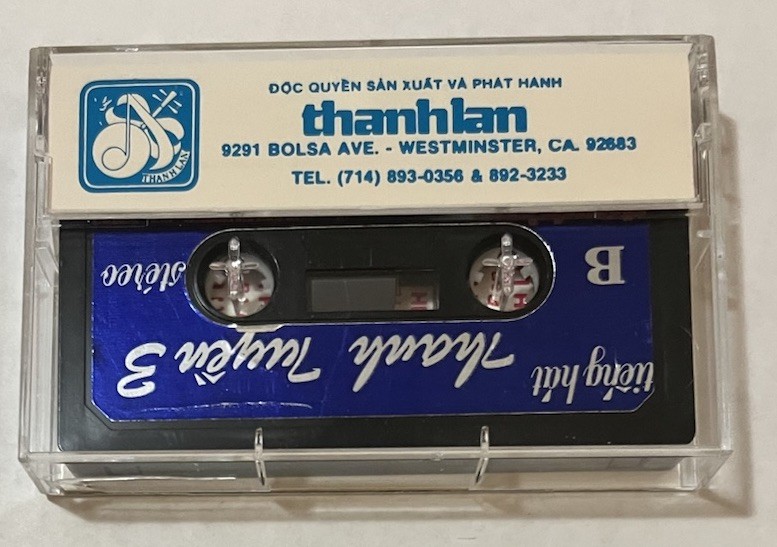 THANH LAN
ĐỘC QUYỀN SẢN XUẤT VÀ PHÁT HÀNH
thanhlan
9291 BOLSA AVE. - WESTMINSTER, CA. 92683
TEL. (714) 893-0356 & 892-3233
tiếng hát Thanh Tuyền 3
B stéreo